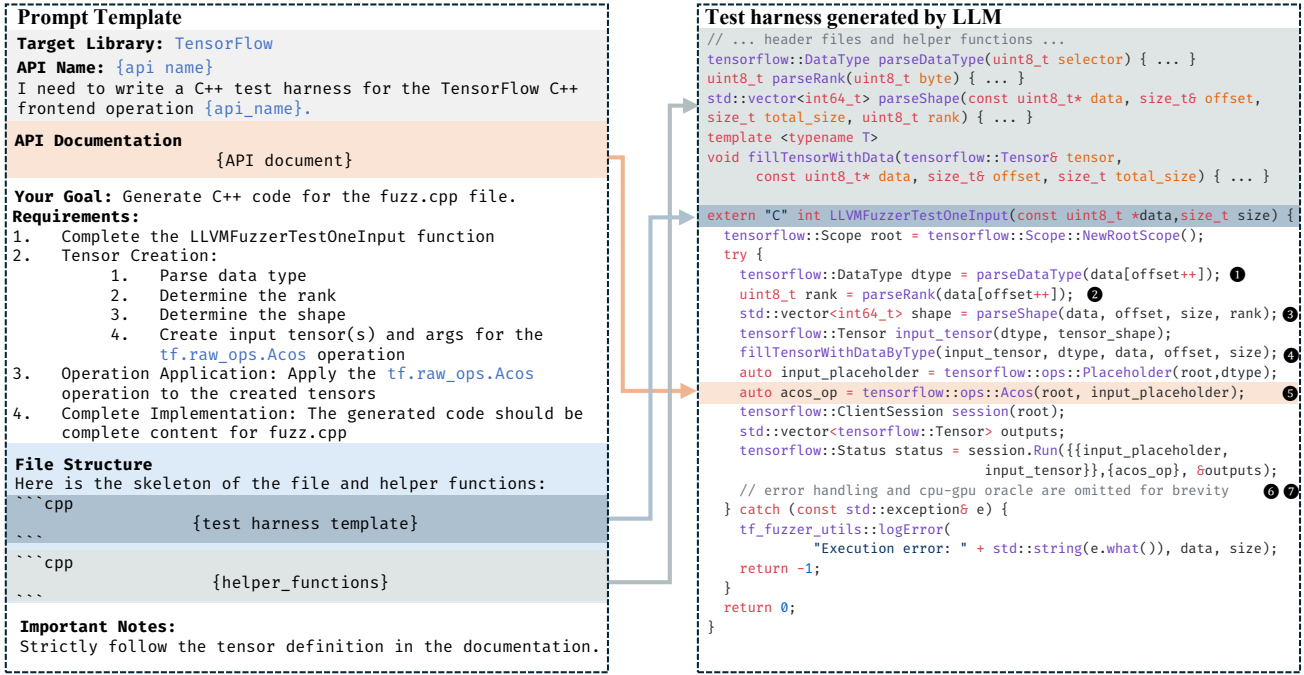 Prompt Template
Target Library: TensorFlow
API Name: {api name}
I need to write a C++ test harness for the TensorFlow C++
frontend operation {api_name}.
API Documentation
{API document}
Your Goal: Generate C++ code for the fuzz.cpp file.
Requirements:
1. Complete the LLVMFuzzerTestOneInput function
2. Tensor Creation:
1. Parse data type
2. Determine the rank
3. Determine the shape
4. Create input tensor(s) and args for the
tf.raw_ops.Acos operation
3. Operation Application: Apply the tf.raw_ops.Acos
operation to the created tensors
4. Complete Implementation: The generated code should be
complete content for fuzz.cpp
File Structure
Here is the skeleton of the file and helper functions:
```cpp
{test harness template}
```
```cpp
{helper_functions}
```
Important Notes:
Strictly follow the tensor definition in the documentation.
Test harness generated by LLM
// ... header files and helper functions ...
tensorflow::DataType parseDataType(uint8_t selector) { ... }
uint8_t parseRank(uint8_t byte) { ... }
std::vector<int64_t> parseShape(const uint8_t* data, size_t& offset,
size_t total_size, uint8_t rank) { ... }
template <typename T>
void fillTensorWithData(tensorflow::Tensor& tensor,
const uint8_t* data, size_t& offset, size_t total_size) { ... }
extern "C" int LLVMFuzzerTestOneInput(const uint8_t *data,size_t size) {
tensorflow::Scope root = tensorflow::Scope::NewRootScope();
try {
tensorflow::DataType dtype = parseDataType(data[offset++]); ❶
uint8_t rank = parseRank(data[offset++]); ❷
std::vector<int64_t> shape = parseShape(data, offset, size, rank); ❸
tensorflow::Tensor input_tensor(dtype, tensor_shape);
fillTensorWithDataByType(input_tensor, dtype, data, offset, size); ❹
auto input_placeholder = tensorflow::ops::Placeholder(root,dtype);
auto acos_op = tensorflow::ops::Acos(root, input_placeholder); ❺
tensorflow::ClientSession session(root);
std::vector<tensorflow::Tensor> outputs;
tensorflow::Status status = session.Run({{input_placeholder,
input_tensor}},{acos_op}, &outputs);
// error handling and cpu-gpu oracle are omitted for brevity ❻ ❼
} catch (const std::exception& e) {
tf_fuzzer_utils::logError(
"Execution error: " + std::string(e.what()), data, size);
return -1;
}
return 0;
}